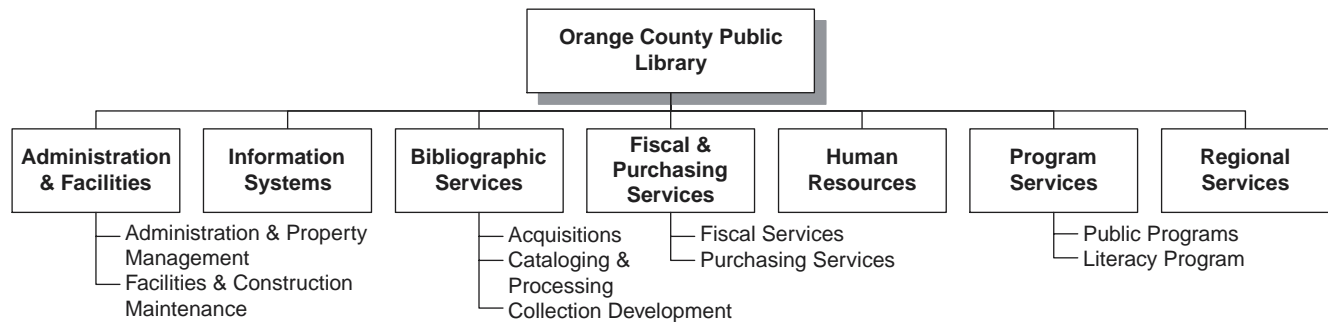 Orange County Public
Library
Administration
& Facilities
Information
Systems
Bibliographic
Services
Fiscal &
Purchasing
Services
Human
Resources
Program
Services
Regional
Services
Administration & Property
Management
Facilities & Construction
Maintenance
Acquisitions
Cataloging &
Processing
Collection Development
Fiscal Services
Purchasing Services
Public Programs
Literacy Program